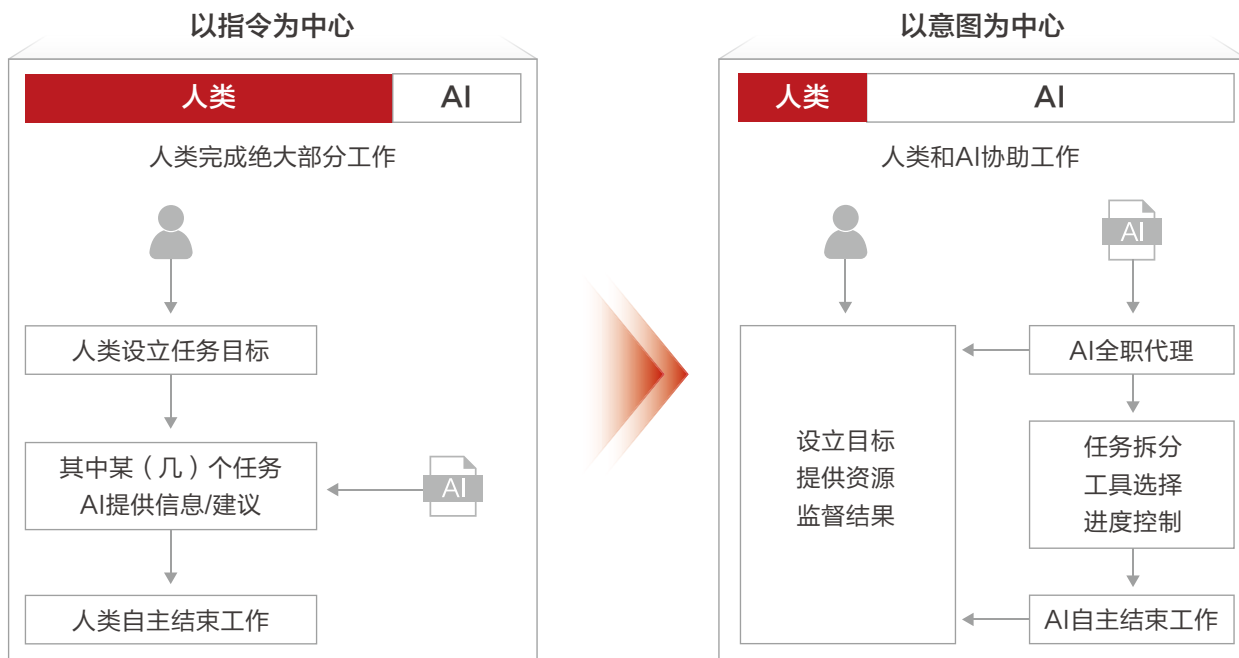 以指令为中心
人类
AI
人类完成绝大部分工作
人类设立任务目标
其中某（几）个任务
AI提供信息/建议
AI
人类自主结束工作
以意图为中心
人类
AI
人类和AI协助工作
AI
设立目标
提供资源
监督结果
AI全职代理
任务拆分
工具选择
进度控制
AI自主结束工作